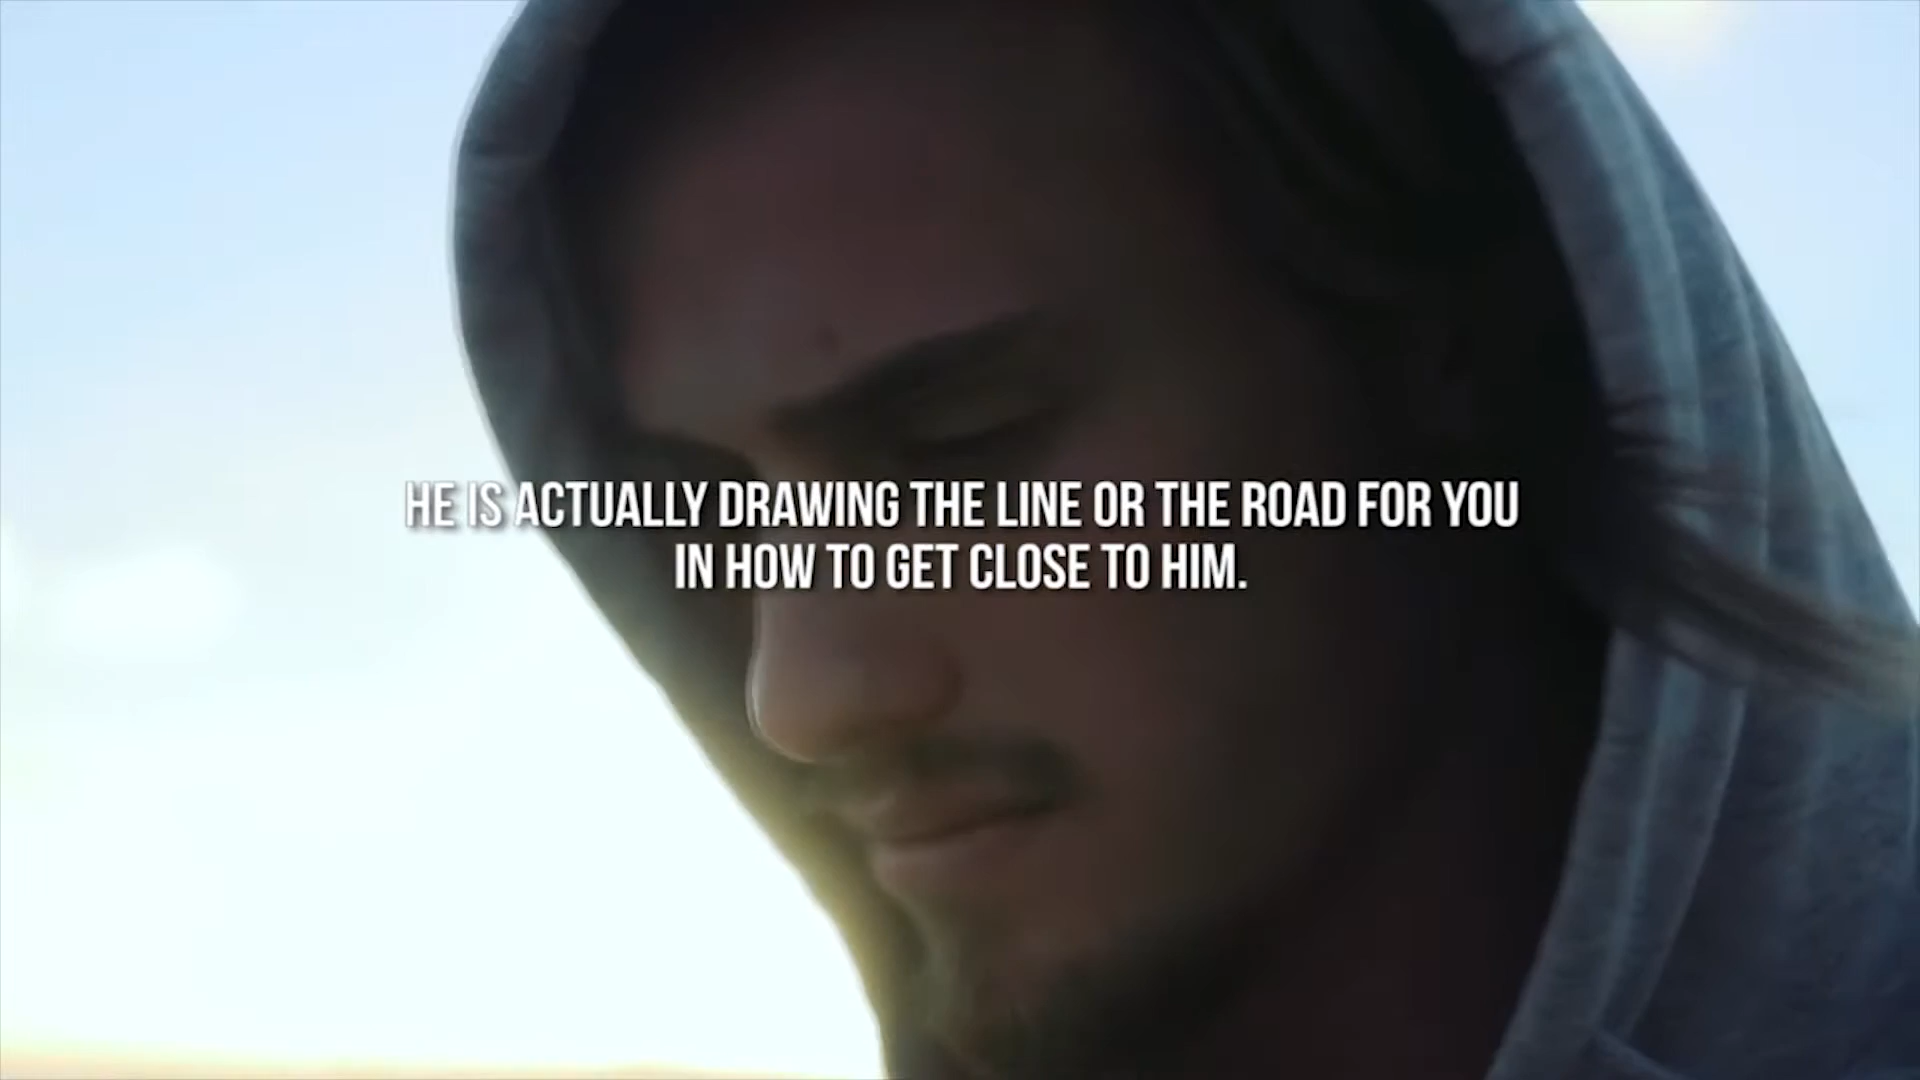 HE IS ACTUALLY DRAWING THE LINE OR THE ROAD FOR YOU
IN HOW TO GET CLOSE TO HIM.